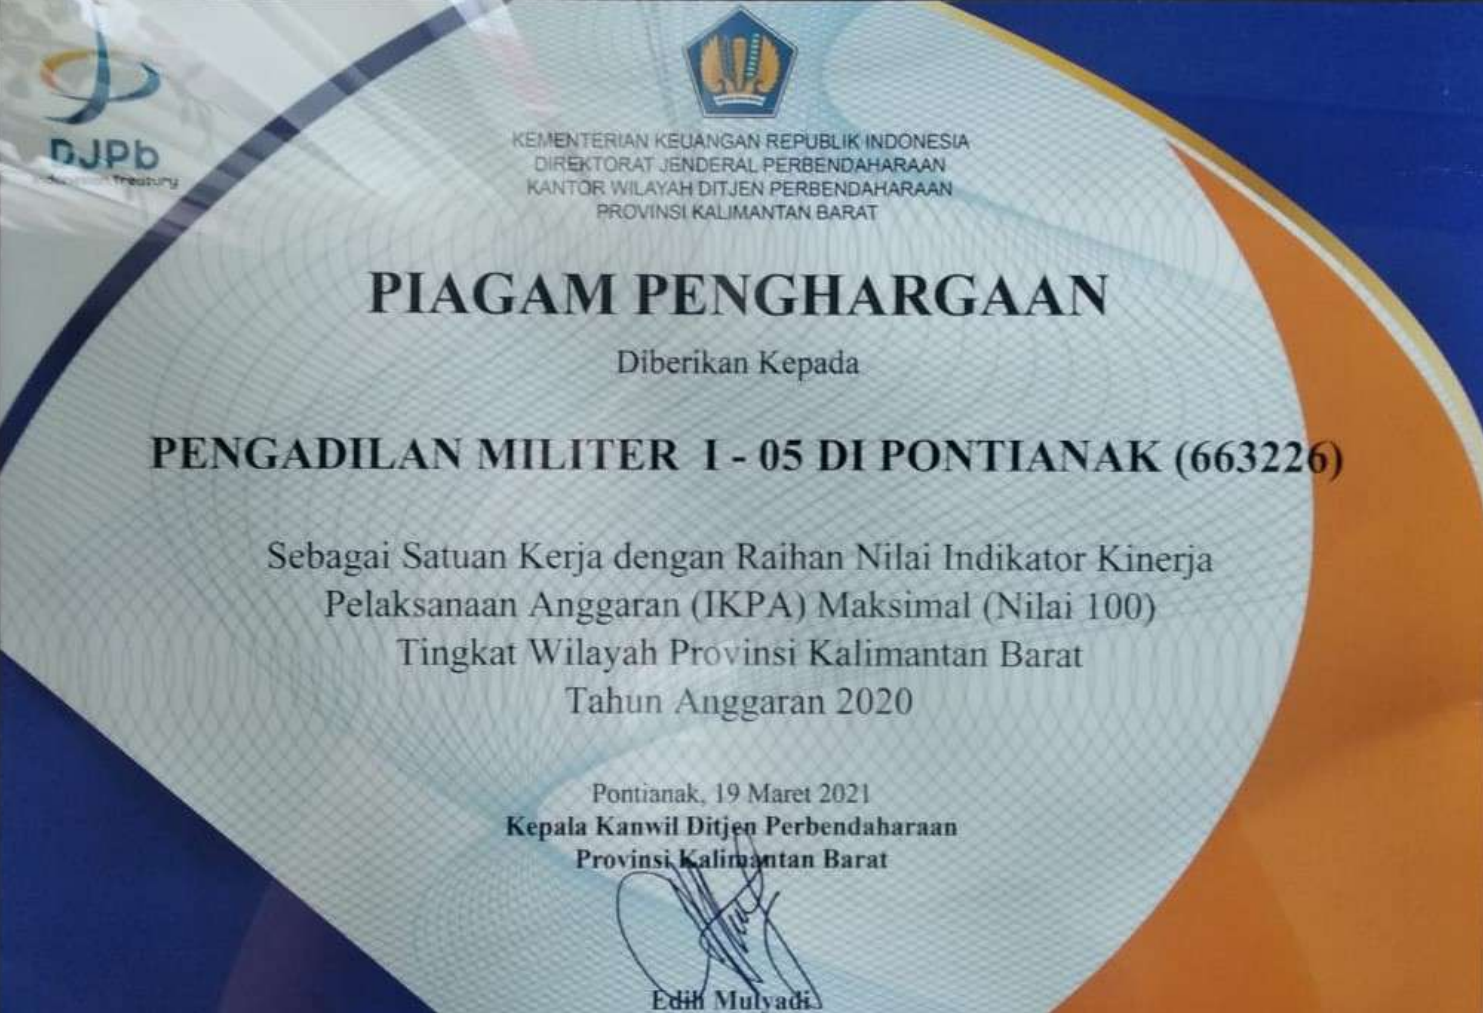 DJPb
Indonesian Treasury
KEMENTERIAN KEUANGAN REPUBLIK INDONESIA
DIREKTORAT JENDERAL PERBENDAHARAAN
KANTOR WILAYAH DITJEN PERBENDAHARAAN
PROVINSI KALIMANTAN BARAT
PIAGAM PENGHARGAAN
Diberikan Kepada
PENGADILAN MILITER I - 05 DI PONTIANAK (663226)
Sebagai Satuan Kerja dengan Raihan Nilai Indikator Kinerja
Pelaksanaan Anggaran (IKPA) Maksimal (Nilai 100)
Tingkat Wilayah Provinsi Kalimantan Barat
Tahun Anggaran 2020
Pontianak, 19 Maret 2021
Kepala Kanwil Ditjen Perbendaharaan
Provinsi Kalimantan Barat
Edih Mulyadi